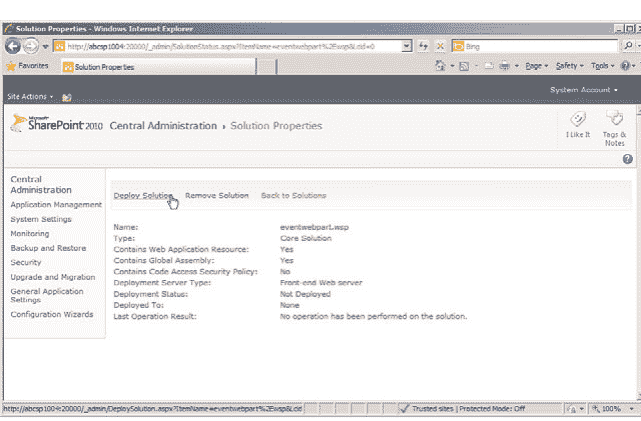 Solution Properties - Windows Internet Explorer
http://abcsp1004:20000/_admin/SolutionStatus.aspx?ItemName=eventwebpart%2Ewsp&Lcid=0
Bing
Favorites Solution Properties Page Safety Tools
System Account
Site Actions
Microsoft
SharePoint 2010 Central Administration Solution Properties
I Like It Tags &
Notes
Central
Administration
Application Management
System Settings
Monitoring
Backup and Restore
Security
Upgrade and Migration
General Application
Settings
Configuration Wizards
Deploy Solution Remove Solution Back to Solutions
Name: eventwebpart.wsp
Type: Core Solution
Contains Web Application Resource: Yes
Contains Global Assembly: Yes
Contains Code Access Security Policy: No
Deployment Server Type: Front-end Web server
Deployment Status: Not Deployed
Deployed To: None
Last Operation Result: No operation has been performed on the solution.
http://abcsp1004:20000/_admin/DeploySolution.aspx?ItemName=eventwebpart%2Ewsp&Lcid Trusted sites | Protected Mode: Off 100%